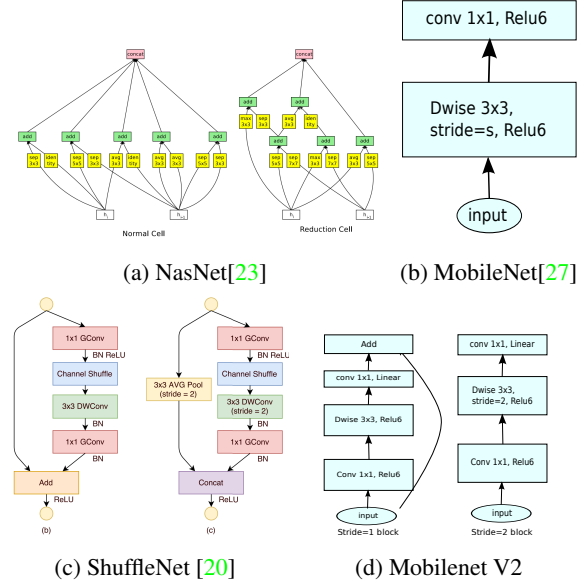 concat
add
add
add
add
add
sep 3x3
iden tity
sep 5x5
sep 3x3
avg 3x3
iden tity
avg 3x3
avg 3x3
sep 5x5
sep 3x3
h i
h i-1
Normal Cell
concat
add
add
max 3x3
sep 3x3
avg 3x3
iden tity
add
add
add
sep 5x5
sep 7x7
max 3x3
sep 7x7
avg 3x3
sep 5x5
h i
h i-1
Reduction Cell
(a) NasNet[23]
conv 1x1, Relu6
Dwise 3x3,
stride=s, Relu6
input
(b) MobileNet[27]
1x1 GConv
BN ReLU
Channel Shuffle
3x3 DWConv
BN
1x1 GConv
BN
Add
ReLU
(b)
1x1 GConv
BN ReLU
3x3 AVG Pool
(stride = 2)
Channel Shuffle
3x3 DWConv
(stride = 2)
BN
1x1 GConv
BN
Concat
ReLU
(c)
(c) ShuffleNet [20]
Add
conv 1x1, Linear
Dwise 3x3, Relu6
Conv 1x1, Relu6
input
Stride=1 block
conv 1x1, Linear
Dwise 3x3,
stride=2, Relu6
Conv 1x1, Relu6
input
Stride=2 block
(d) Mobilenet V2